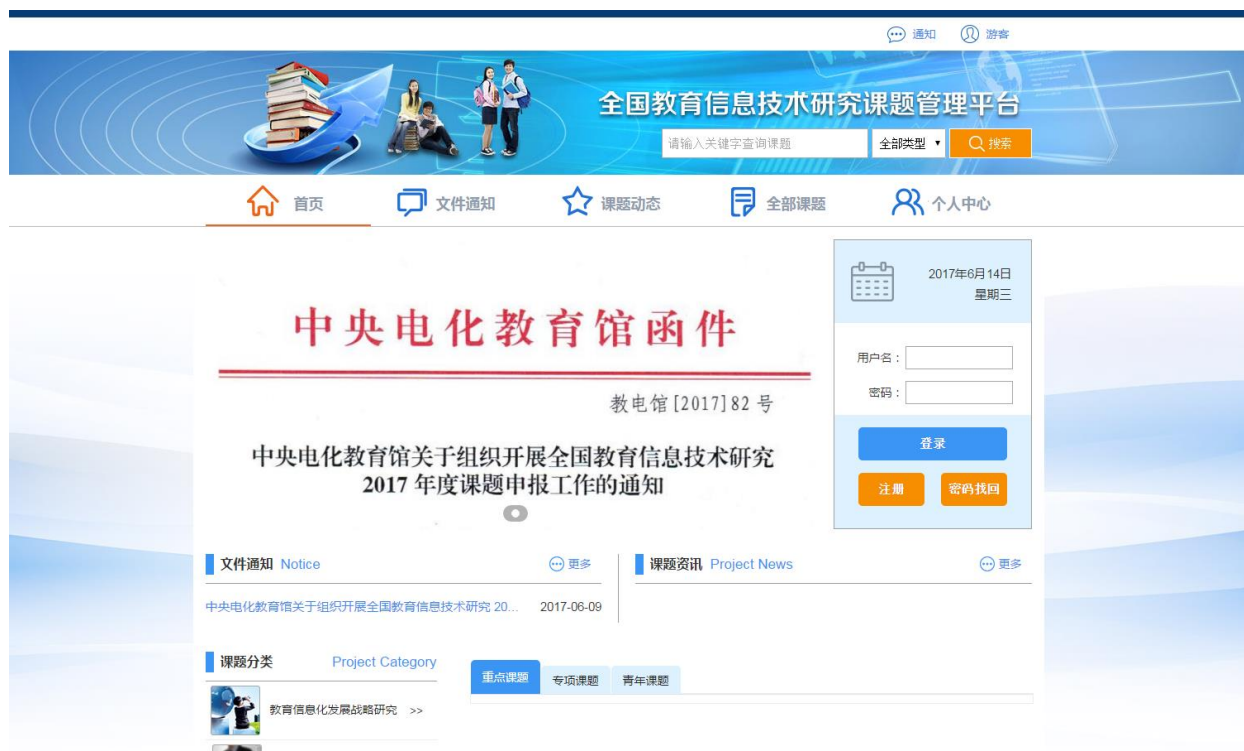 通知 游客
全国教育信息技术研究课题管理平台
请输入关键字查询课题 全部类型 搜索
首页 文件通知 课题动态 全部课题 个人中心
2017年6月14日
星期三
中央电化教育馆函件
教电馆[2017]82 号
中央电化教育馆关于组织开展全国教育信息技术研究
2017 年度课题申报工作的通知
用户名：
密码：
登录
注册 密码找回
文件通知 Notice 更多
中央电化教育馆关于组织开展全国教育信息技术研究 20... 2017-06-09
课题资讯 Project News 更多
课题分类 Project Category
教育信息化发展战略研究 >>
重点课题 专项课题 青年课题